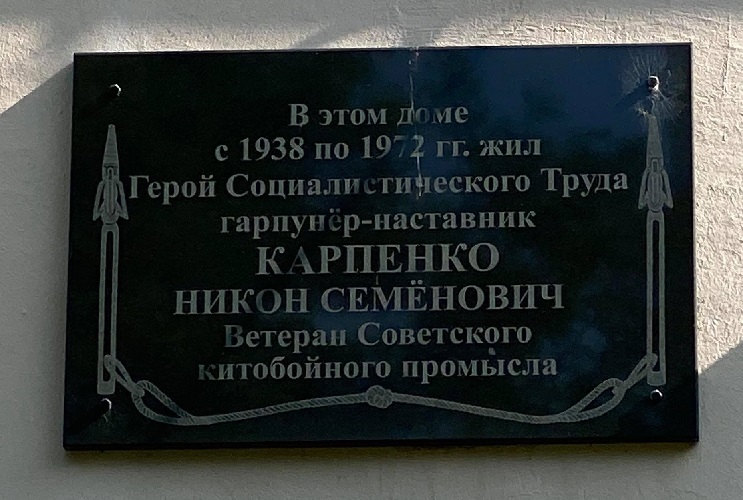 В этом доме
с 1938 по 1972 гг. жил
Герой Социалистического Труда
гарпунёр-наставник
КАРПЕНКО
НИКОН СЕМЁНОВИЧ
Ветеран Советского
китобойного промысла